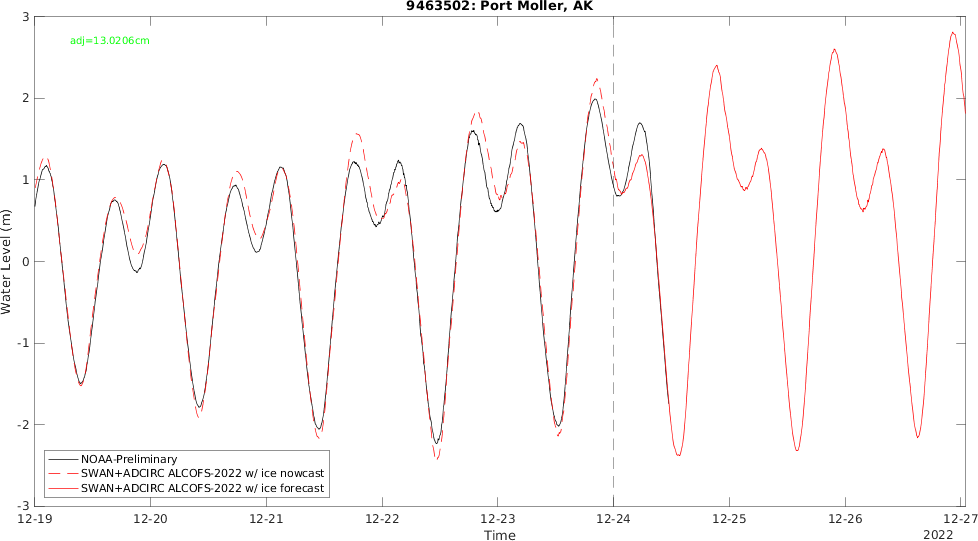 9463502: Port Moller, AK
adj=13.0206cm
3
2
1
0
-1
-2
-3
Water Level (m)
NOAA-Preliminary
SWAN+ADCIRC ALCOFS-2022 w/ ice nowcast
SWAN+ADCIRC ALCOFS-2022 w/ ice forecast
12-19 12-20 12-21 12-22 12-23 12-24 12-25 12-26 12-27
Time
2022